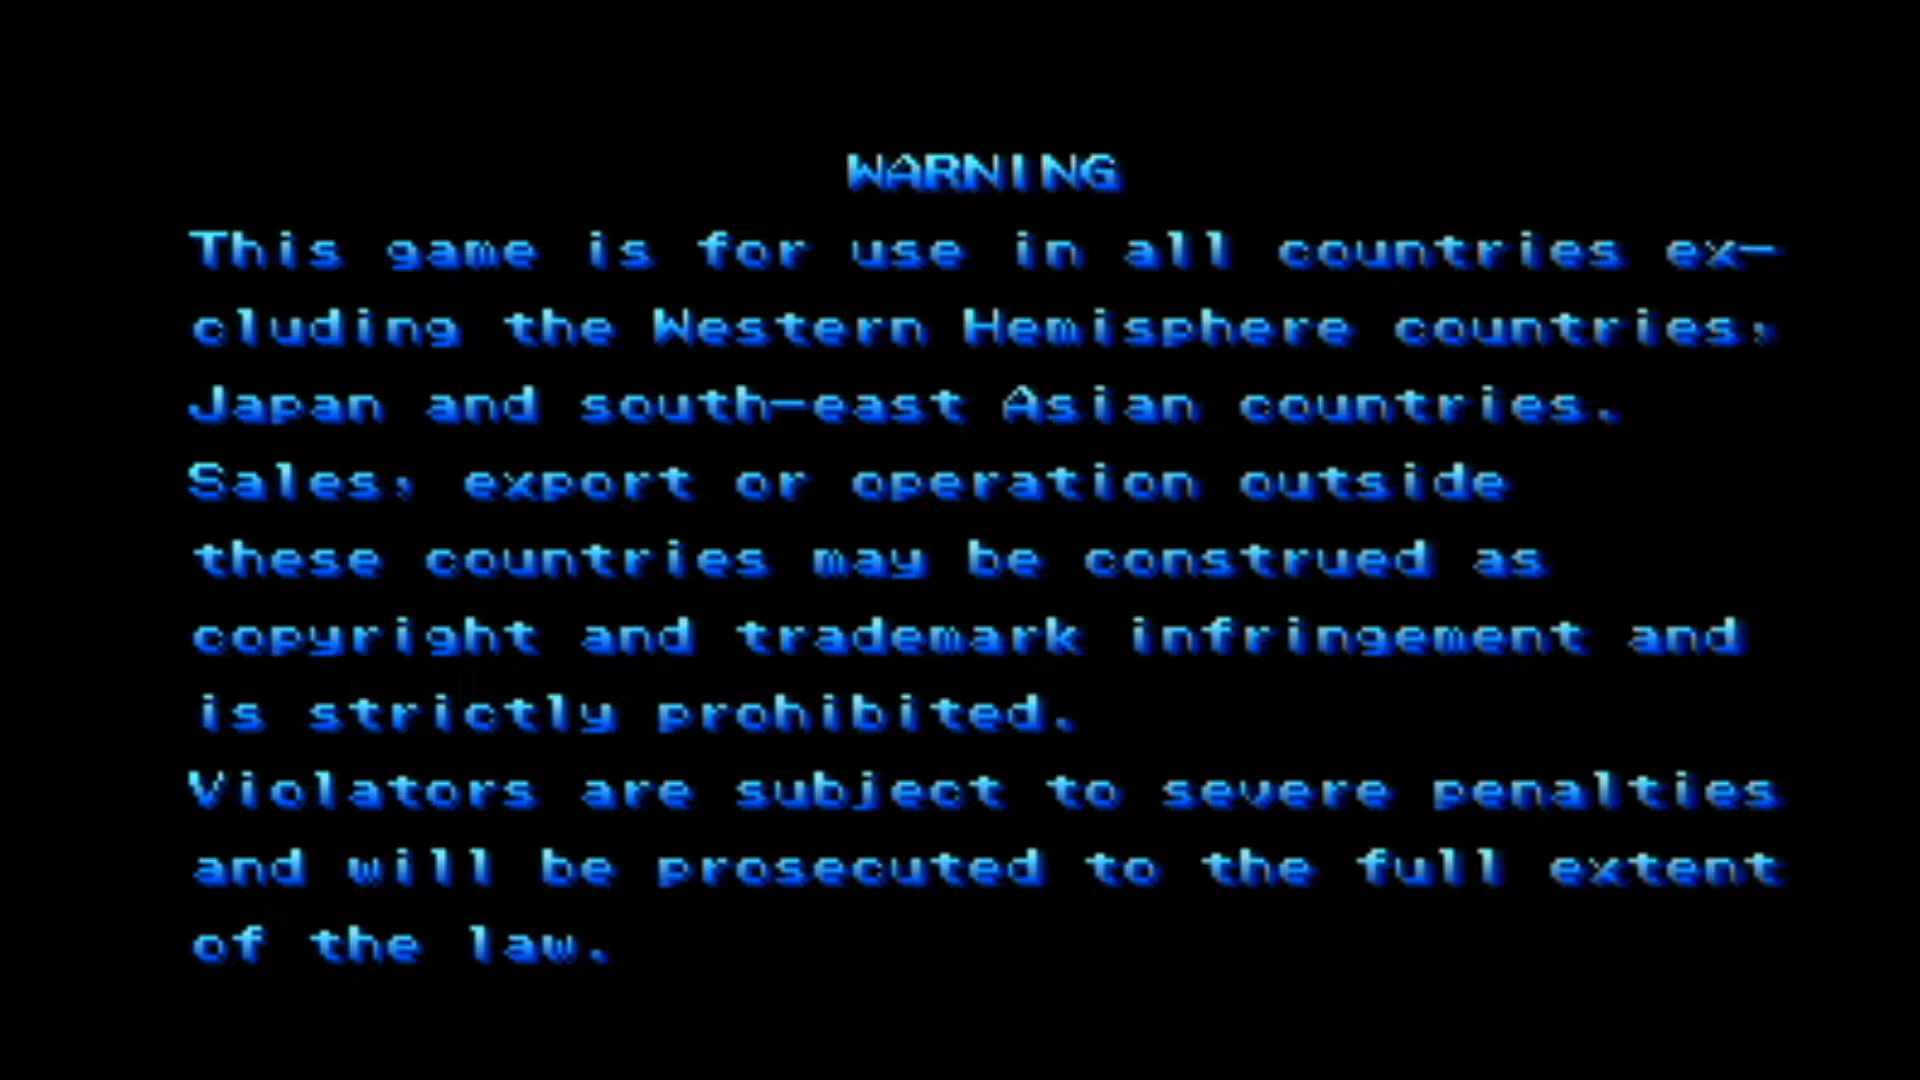 WARNING
This game is for use in all countries ex-
cluding the Western Hemisphere countries,
Japan and south-east Asian countries.
Sales, export or operation outside
these countries may be construed as
copyright and trademark infringement and
is strictly prohibited.
Violators are subject to severe penalties
and will be prosecuted to the full extent
of the law.